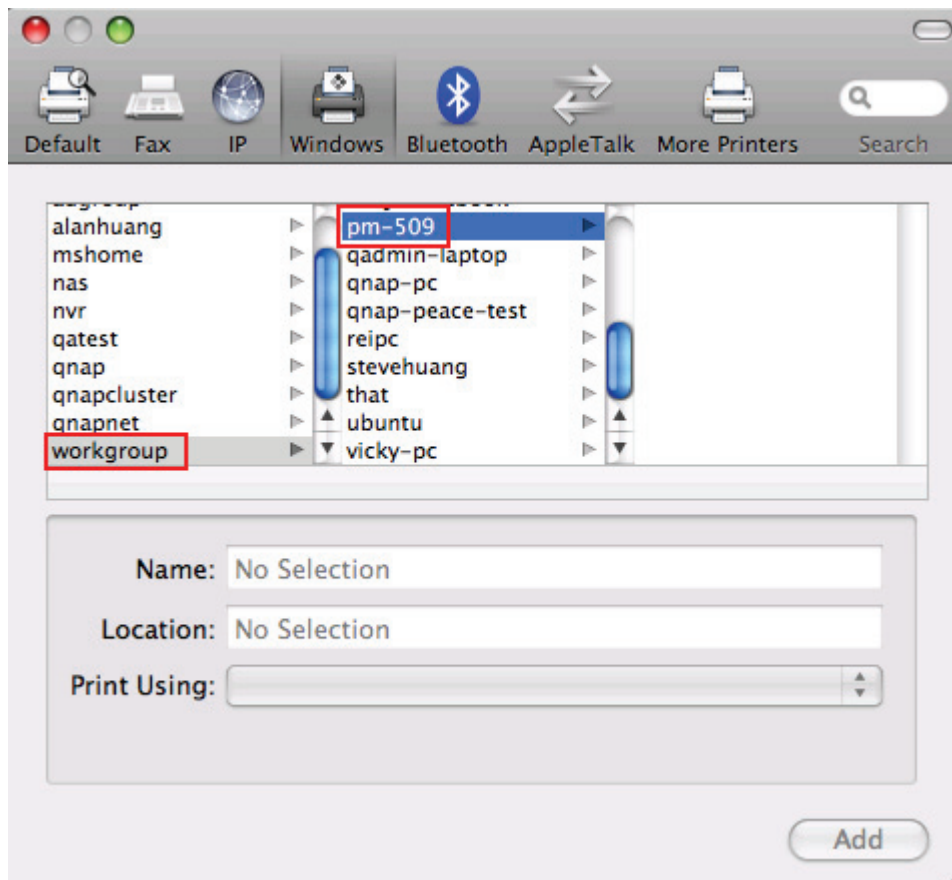 Default Fax IP Windows Bluetooth AppleTalk More Printers Search
alanhuang
mshome
nas
nvr
qatest
qnap
qnapcluster
qnapnet
workgroup
pm-509
qadmin-laptop
qnap-pc
qnap-peace-test
reipc
stevehuang
that
ubuntu
vicky-pc
Name: No Selection
Location: No Selection
Print Using:
Add